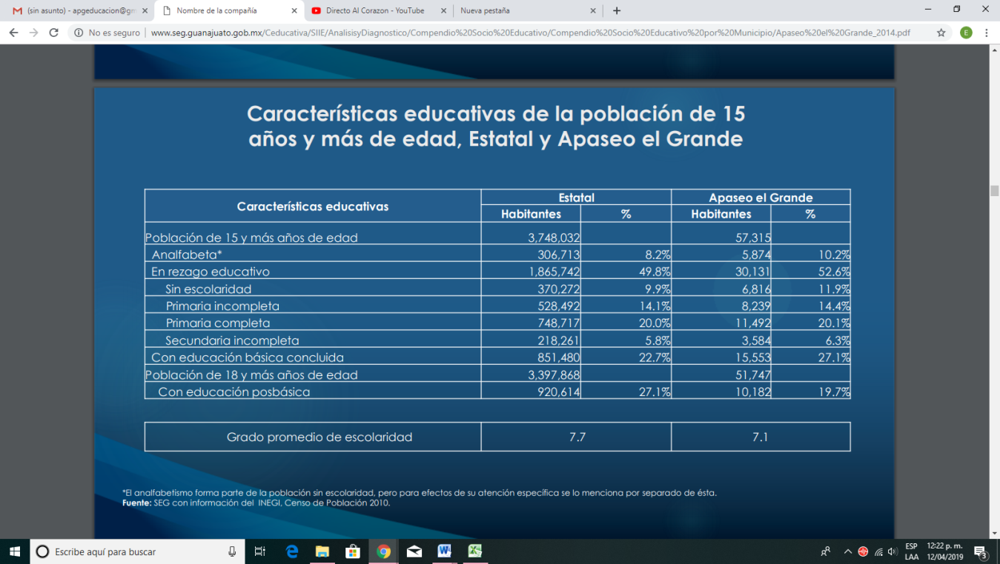 (sin asunto) - apgeducacion@gm
Nombre de la compañía
Directo Al Corazon - YouTube
Nueva pestaña
No es seguro | www.seg.guanajuato.gob.mx/Ceducativa/SIIE/AnalisisyDiagnostico/Compendio%20Socio%20Educativo/Compendio%20Socio%20Educativo%20por%20Municipio/Apaseo%20el%20Grande_2014.pdf
E
Características educativas de la población de 15
años y más de edad, Estatal y Apaseo el Grande
Características educativas Estatal Apaseo el Grande
Habitantes % Habitantes %
Población de 15 y más años de edad 3,748,032 57,315
Analfabeta* 306,713 8.2% 5,874 10.2%
En rezago educativo 1,865,742 49.8% 30,131 52.6%
Sin escolaridad 370,272 9.9% 6,816 11.9%
Primaria incompleta 528,492 14.1% 8,239 14.4%
Primaria completa 748,717 20.0% 11,492 20.1%
Secundaria incompleta 218,261 5.8% 3,584 6.3%
Con educación básica concluida 851,480 22.7% 15,553 27.1%
Población de 18 y más años de edad 3,397,868 51,747
Con educación posbásica 920,614 27.1% 10,182 19.7%
Grado promedio de escolaridad 7.7 7.1
*El analfabetismo forma parte de la población sin escolaridad, pero para efectos de su atención específica se lo menciona por separado de ésta.
Fuente: SEG con información del INEGI, Censo de Población 2010.
Escribe aquí para buscar
ESP 12:22 p. m.
LAA 12/04/2019
3